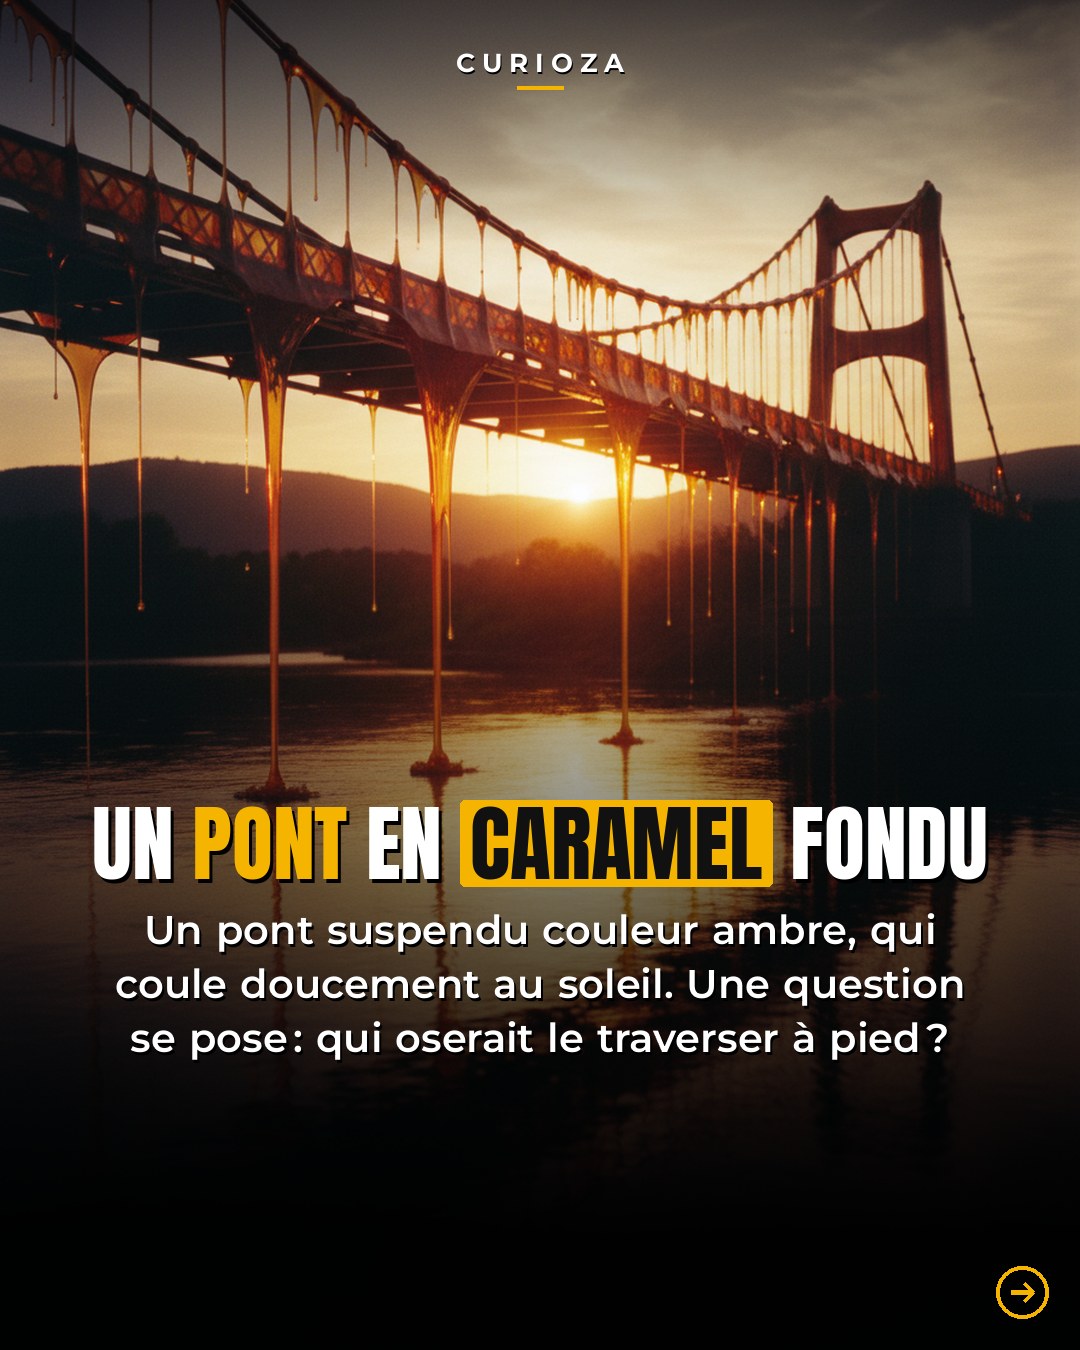 CURIOZA
UN PONT EN CARAMEL FONDU
Un pont suspendu couleur ambre, qui
coule doucement au soleil. Une question
se pose : qui oserait le traverser à pied ?